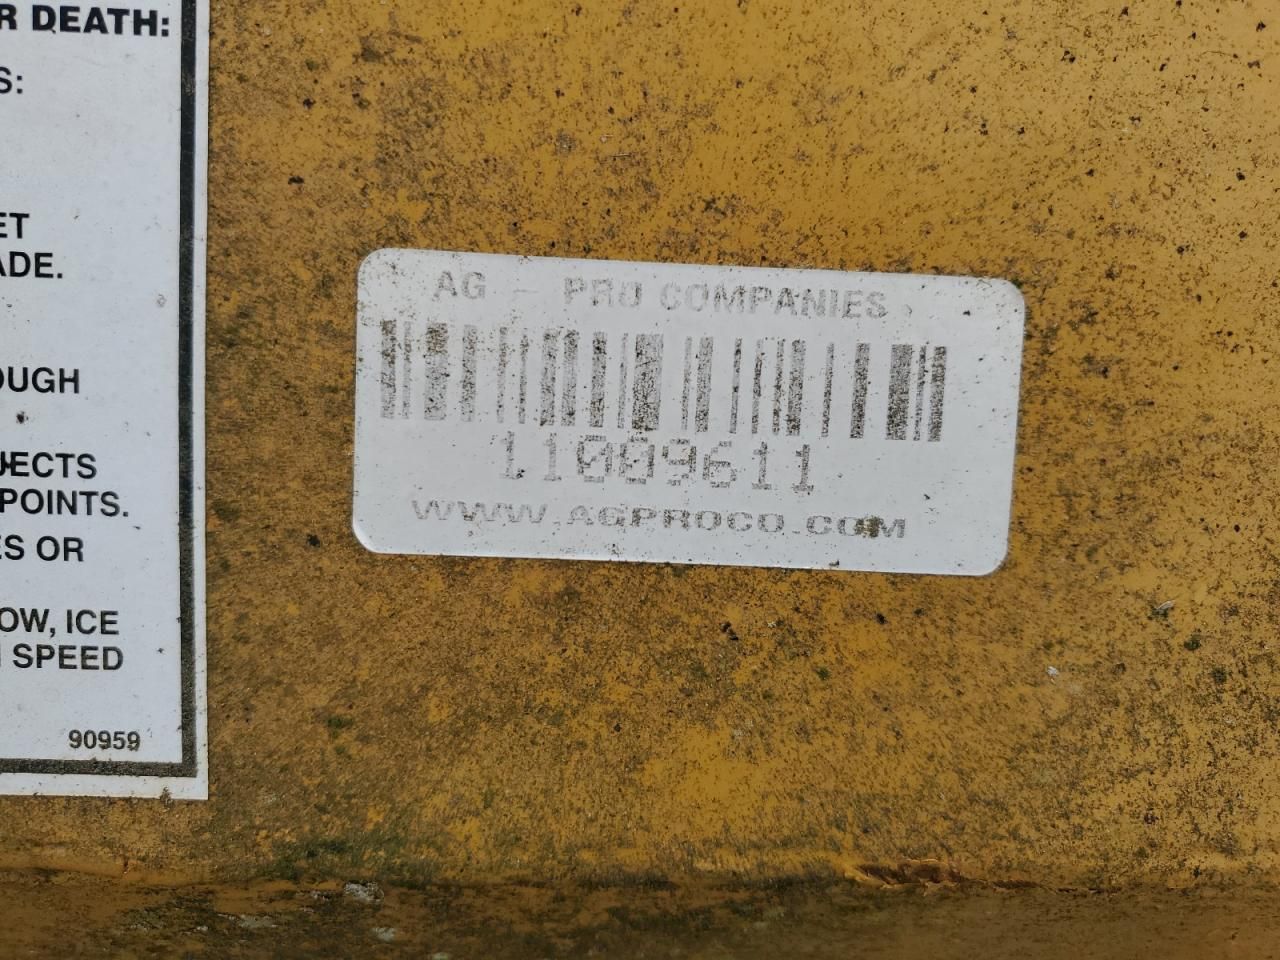 R DEATH:
S:
ET
ADE.
OUGH
JECTS
POINTS.
ES OR
OW, ICE
SPEED
90959
AG - PRO COMPANIES
11009611
WWW.AGPROCO.COM